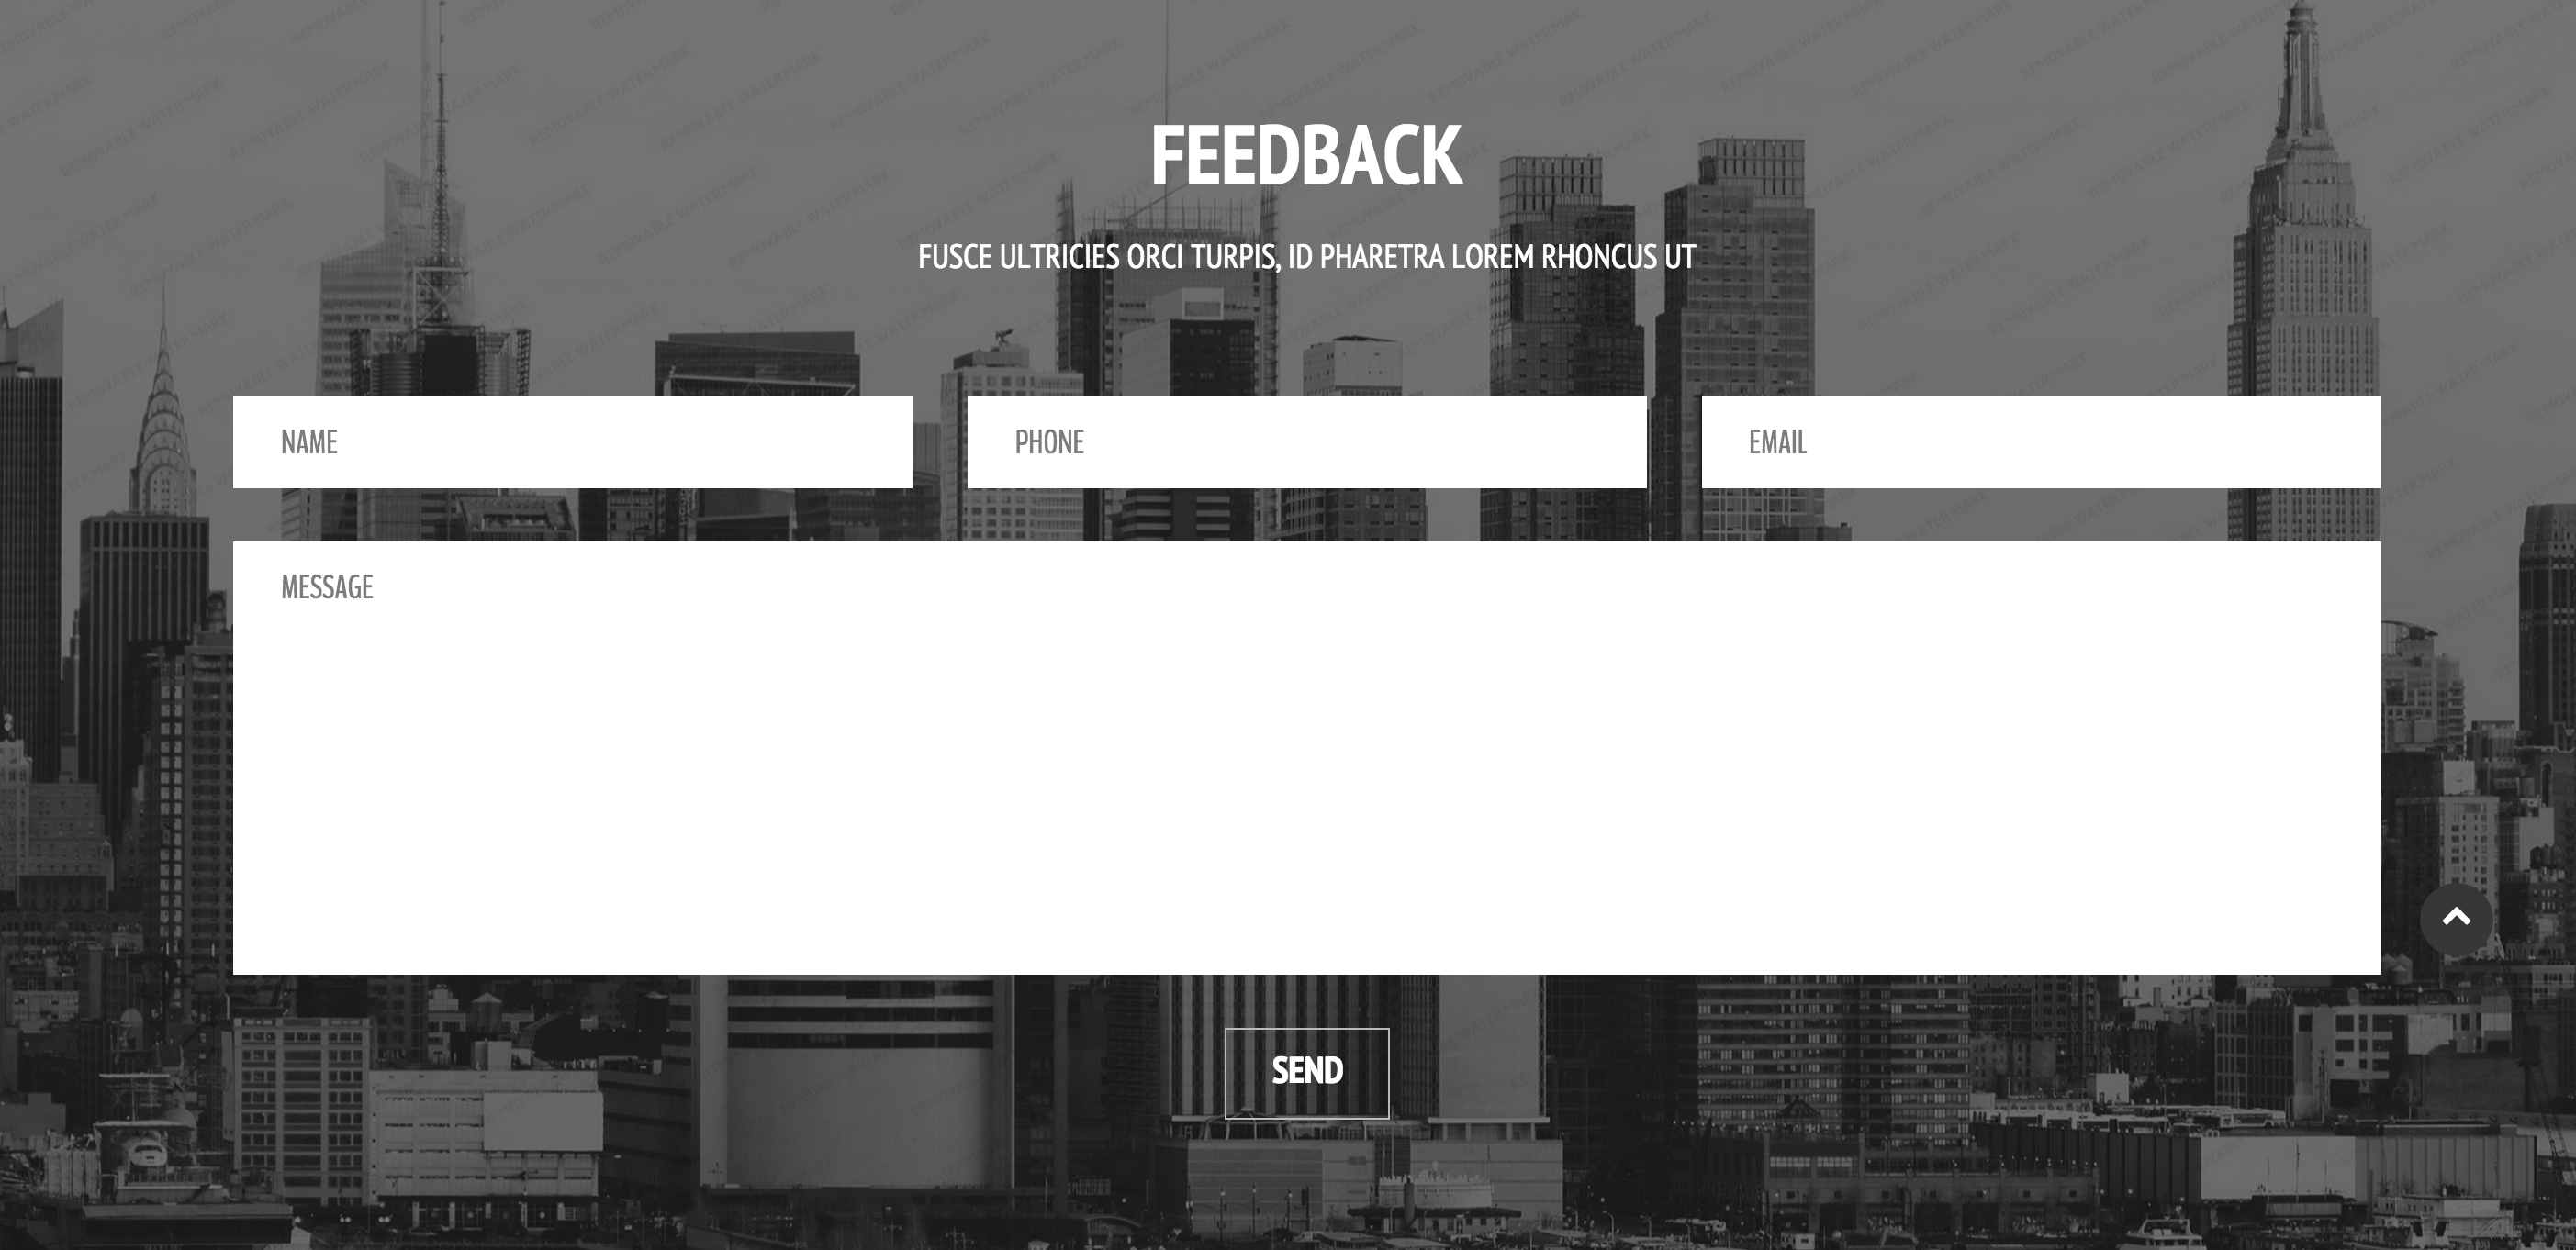 FEEDBACK
FUSCE ULTRICIES ORCI TURPIS, ID PHARETRA LOREM RHONCUS UT
NAME
PHONE
EMAIL
MESSAGE
SEND
REMOVABLE WATERMARK